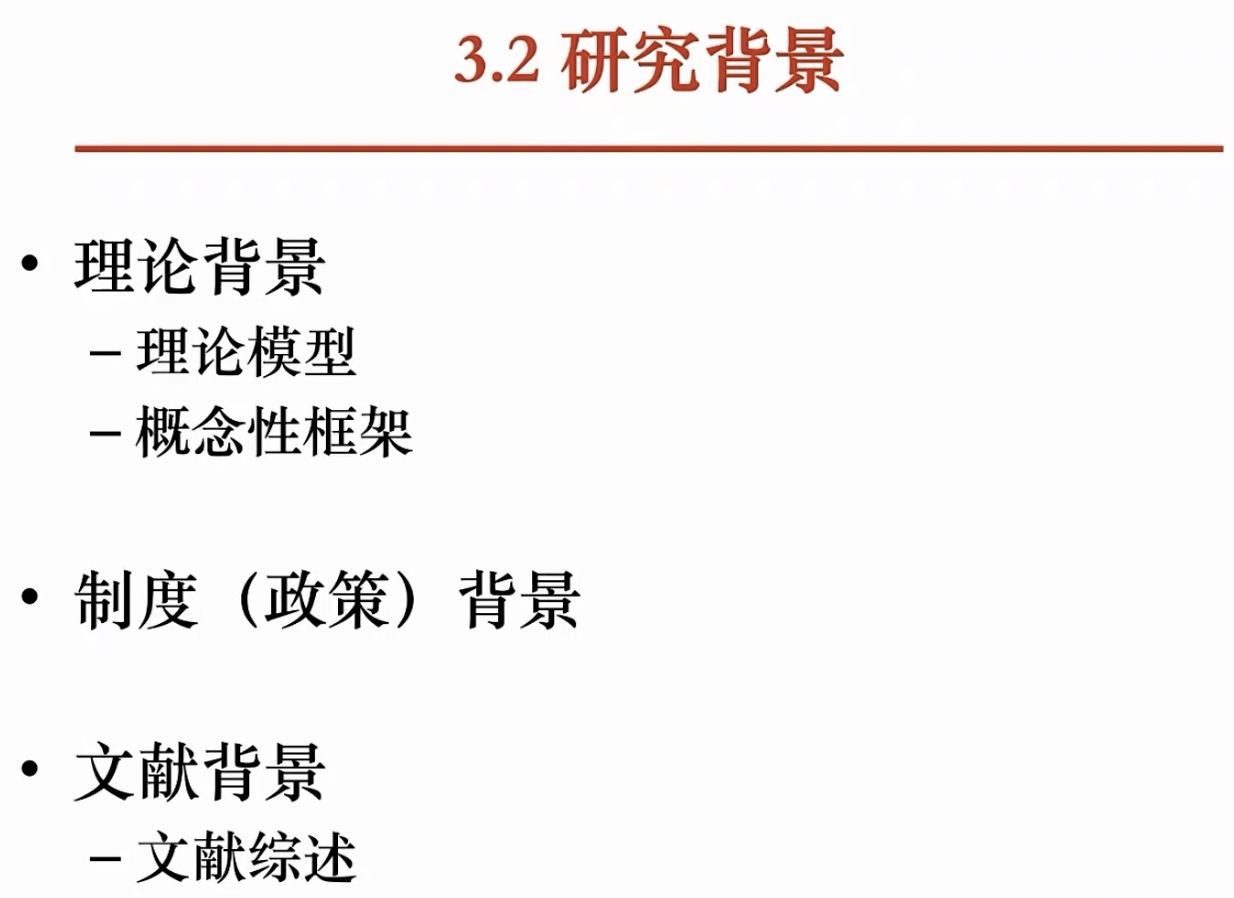 3.2 研究背景
• 理论背景
– 理论模型
– 概念性框架
• 制度（政策）背景
• 文献背景
– 文献综述